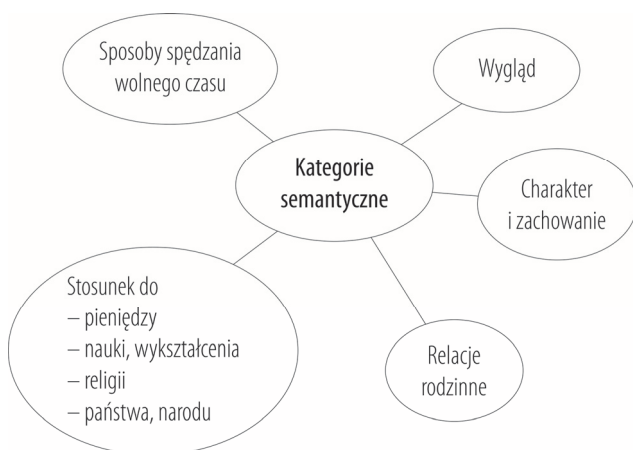 Sposoby spędzania
wolnego czasu
Wygląd
Kategorie
semantyczne
Charakter
i zachowanie
Stosunek do
– pieniędzy
– nauki, wykształcenia
– religii
– państwa, narodu
Relacje
rodzinne